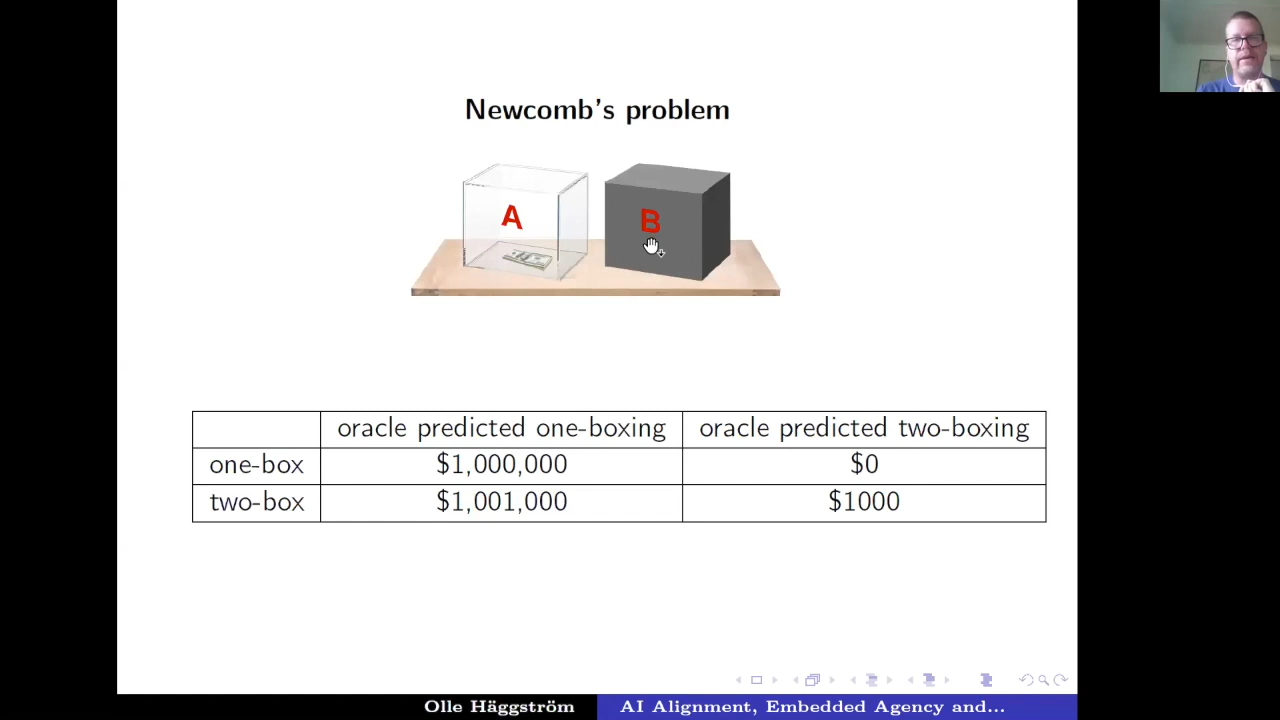 Newcomb's problem
A B
oracle predicted one-boxing oracle predicted two-boxing
one-box $1,000,000 $0
two-box $1,001,000 $1000
Olle Häggström AI Alignment, Embedded Agency and...